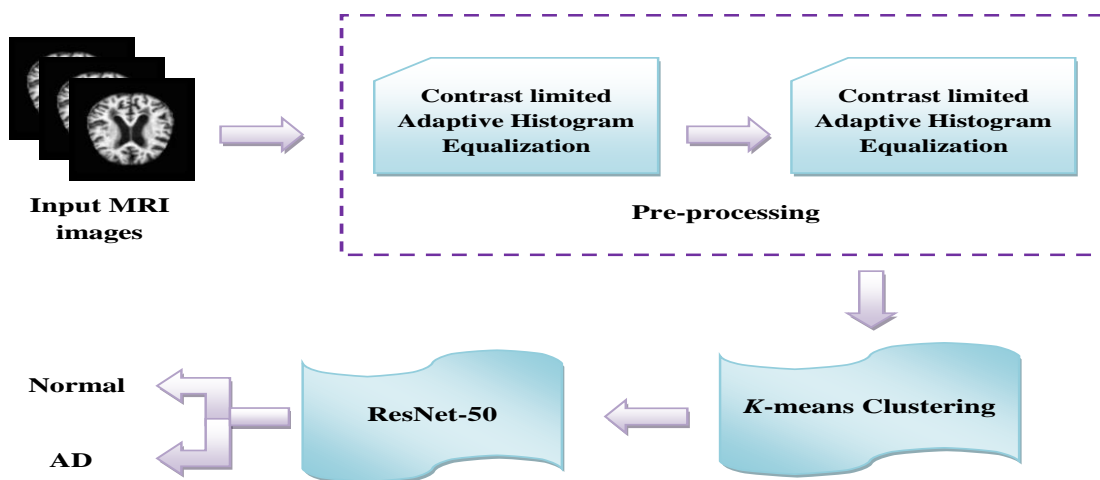 Contrast limited
Adaptive Histogram
Equalization
Contrast limited
Adaptive Histogram
Equalization
Input MRI
images
Pre-processing
Normal
AD
ResNet-50
K-means Clustering